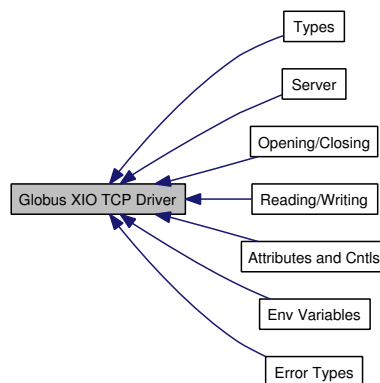 Types
Server
Opening/Closing
Globus XIO TCP Driver
Reading/Writing
Attributes and Cntls
Env Variables
Error Types